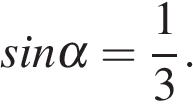 sinα = 1/3.